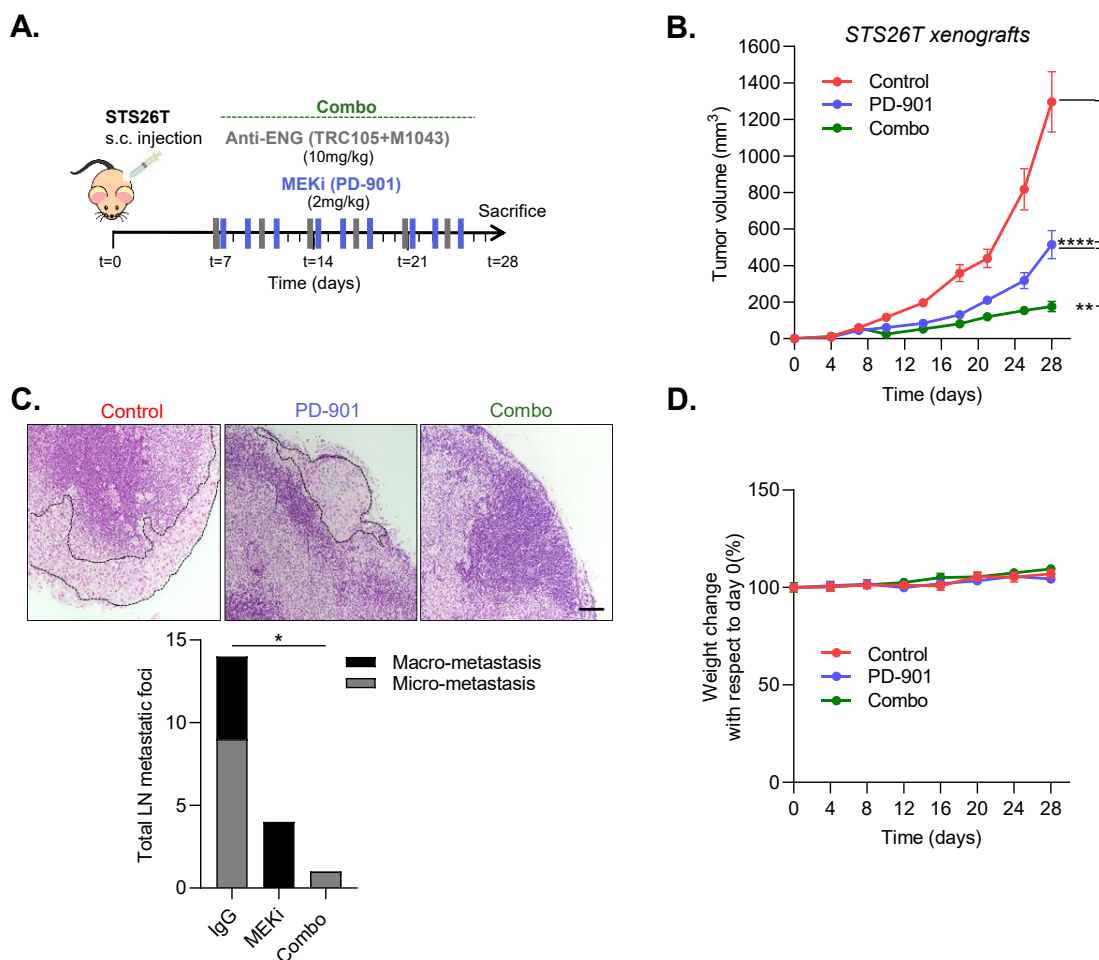 A.
STS26T
s.c. injection
Combo
Anti-ENG (TRC105+M1043)
(10mg/kg)
MEKi (PD-901)
(2mg/kg)
Sacrifice
t=0
t=7
t=14
t=21
t=28
Time (days)
B.
STS26T xenografts
Tumor volume (mm³)
1600
1400
1200
1000
800
600
400
200
0
Control
PD-901
Combo
****
**
0 4 8 12 16 20 24 28
Time (days)
C.
Control
PD-901
Combo
Total LN metastatic foci
15
10
5
0
*
Macro-metastasis
Micro-metastasis
IgG
MEKi
Combo
D.
Weight change
with respect to day 0(%)
150
100
50
0
Control
PD-901
Combo
0 4 8 12 16 20 24 28
Time (days)